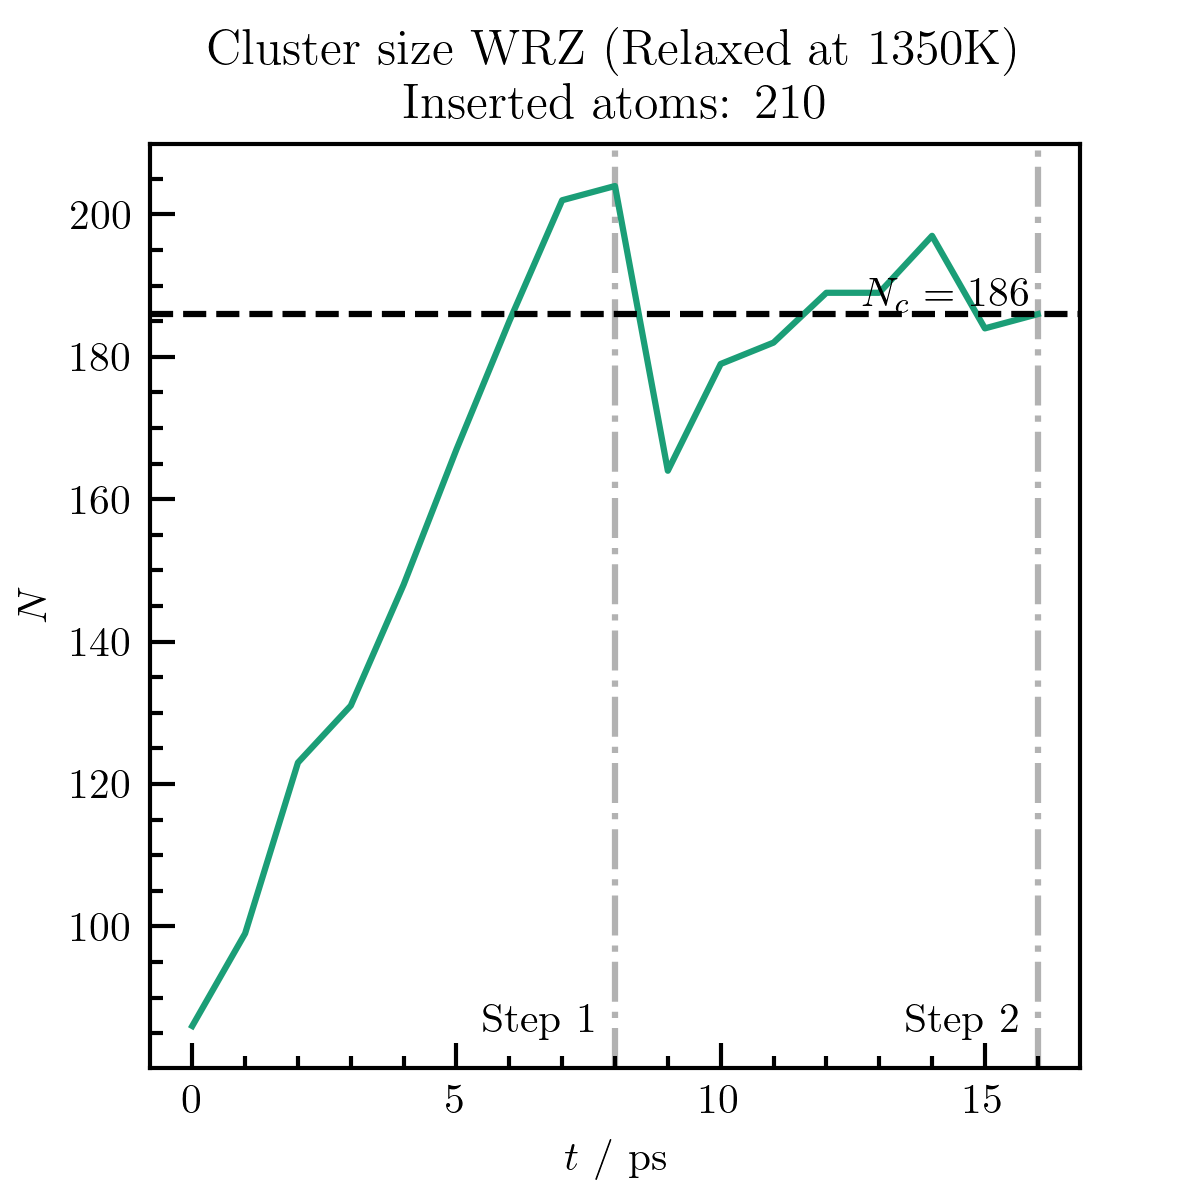 Cluster size WRZ (Relaxed at 1350K)
Inserted atoms: 210
200
180
160
140
120
100
N
N_c = 186
Step 1
Step 2
0
5
10
15
t / ps